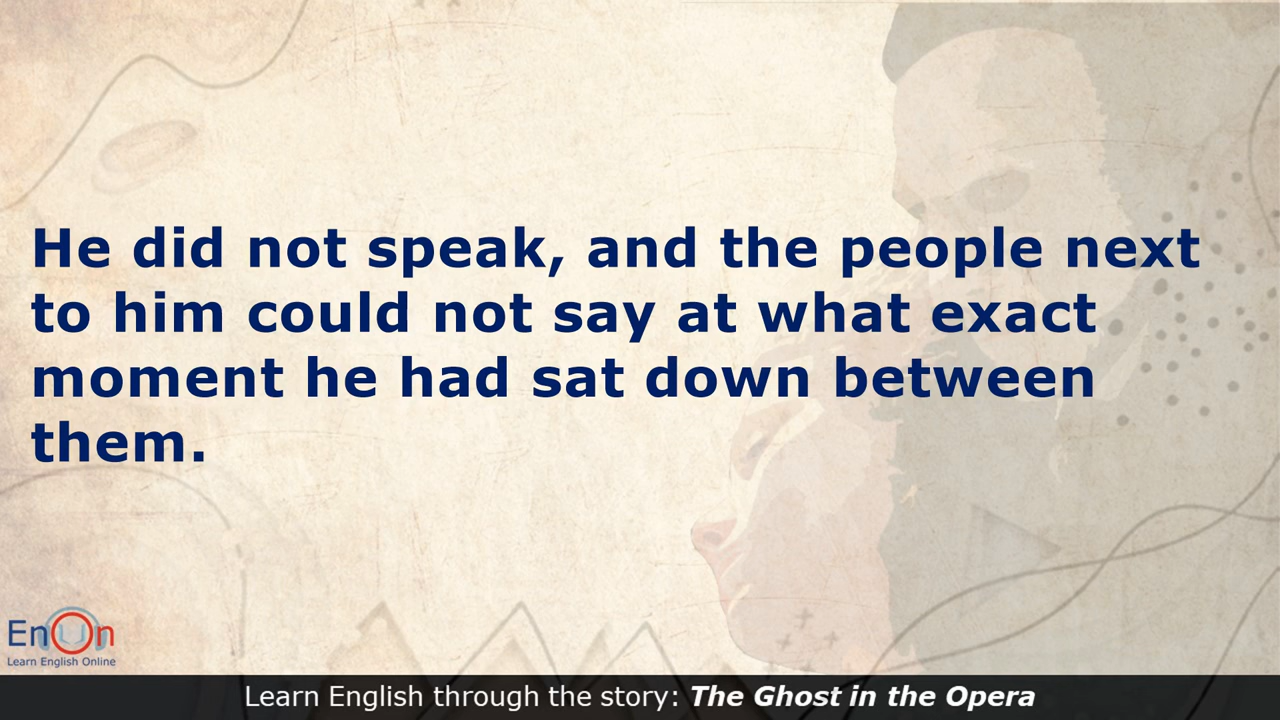 He did not speak, and the people next
to him could not say at what exact
moment he had sat down between
them.
EnOn
Learn English Online
Learn English through the story: The Ghost in the Opera